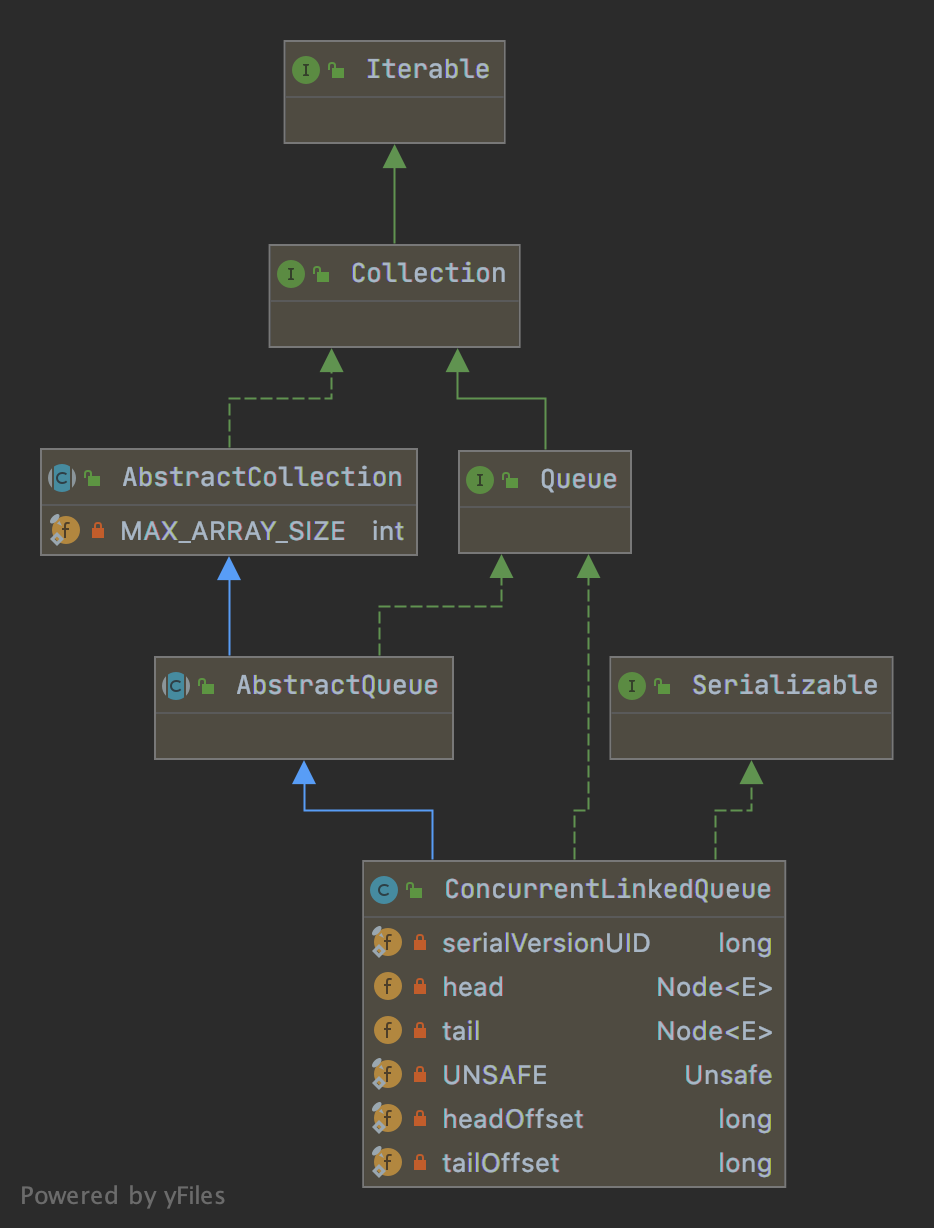 Iterable
Collection
AbstractCollection
MAX_ARRAY_SIZE int
Queue
AbstractQueue
Serializable
ConcurrentLinkedQueue
serialVersionUID long
head Node<E>
tail Node<E>
UNSAFE Unsafe
headOffset long
tailOffset long
Powered by yFiles